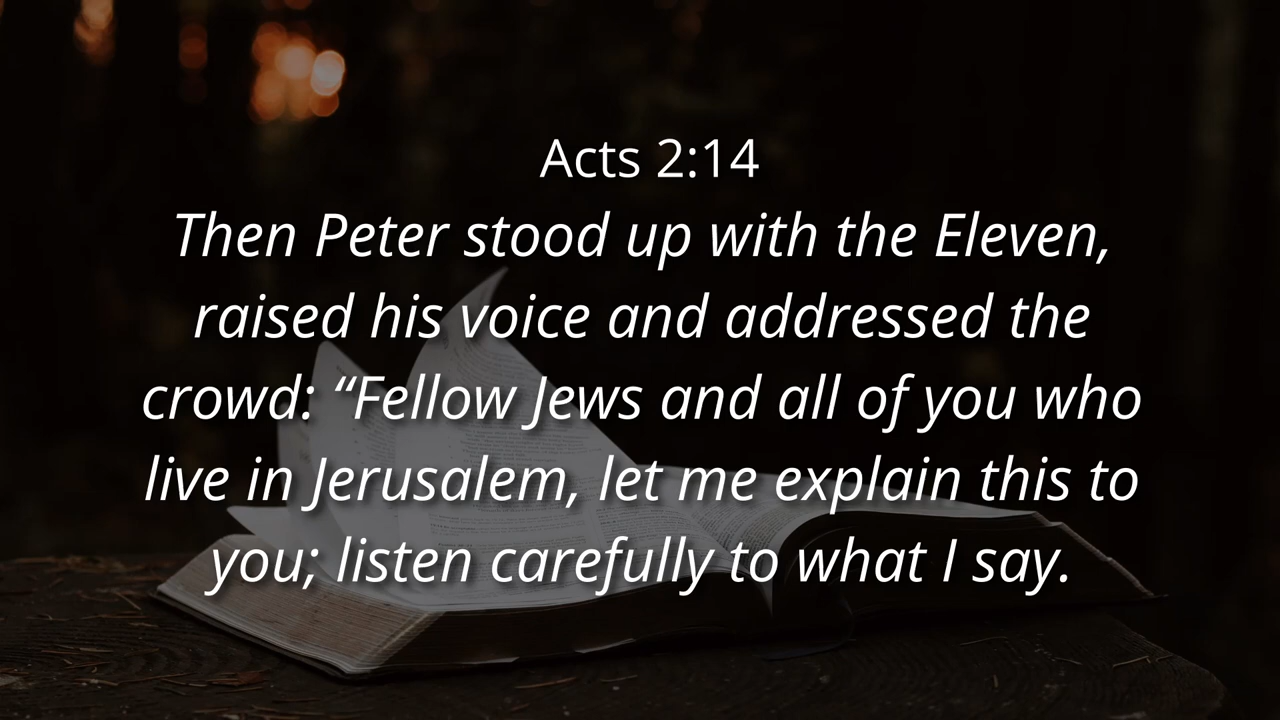 Acts 2:14
Then Peter stood up with the Eleven,
raised his voice and addressed the
crowd: “Fellow Jews and all of you who
live in Jerusalem, let me explain this to
you; listen carefully to what I say.